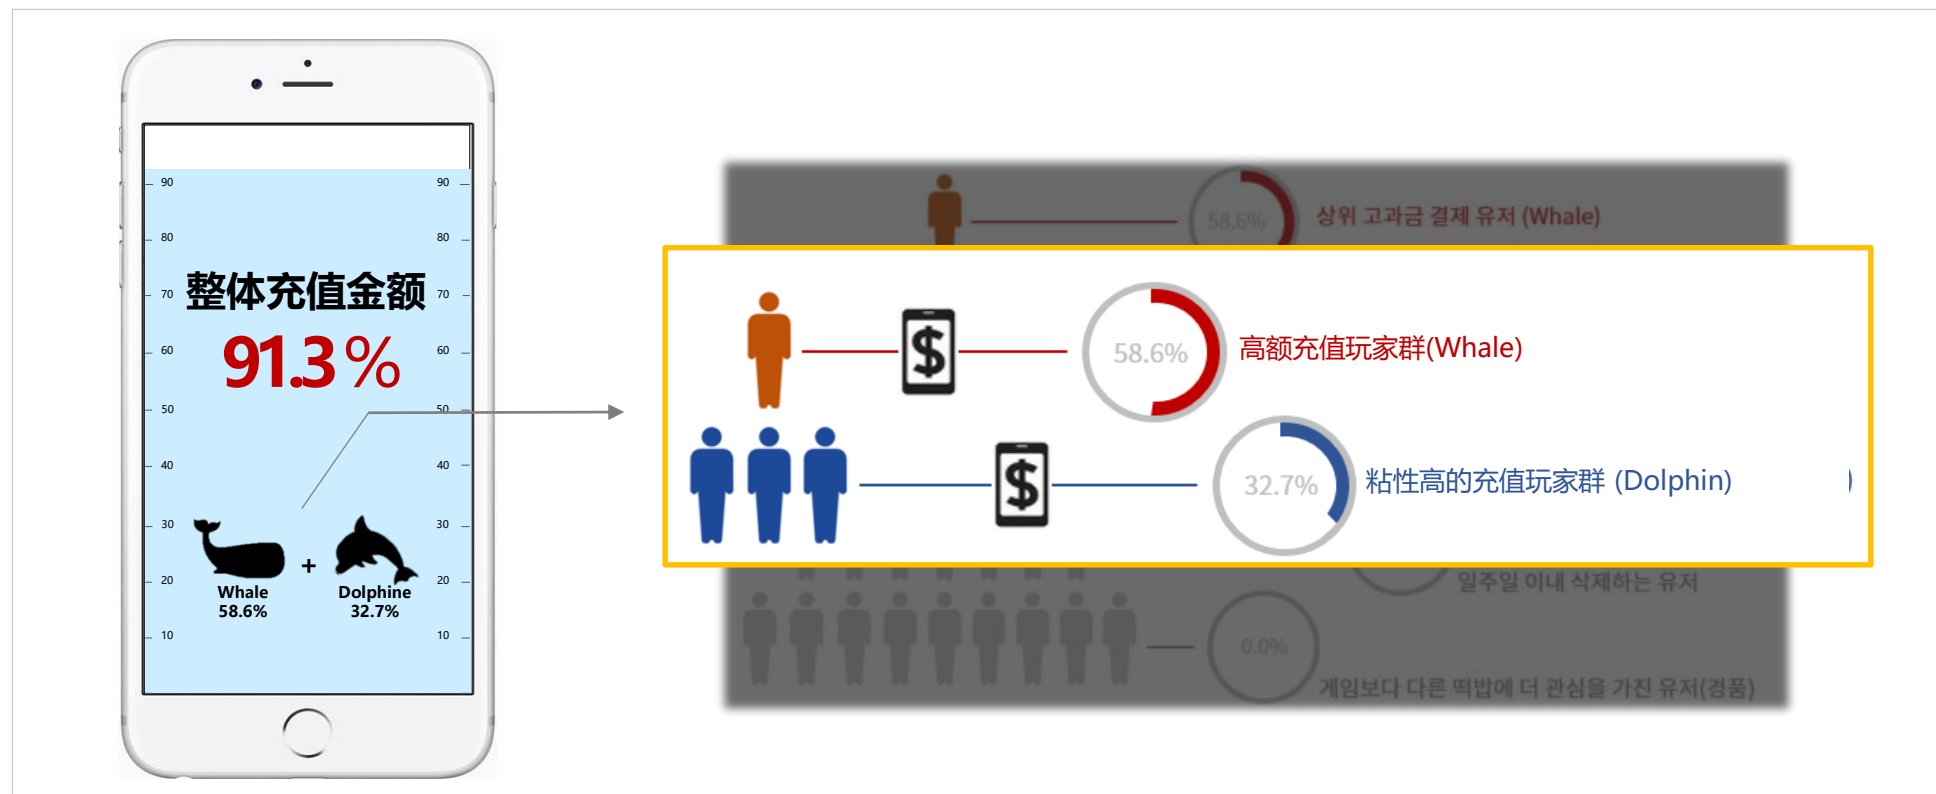 90 90
80 80
整体充值金额
70 70
91.3%
60 60
50 50
40 40
30 30
+
20 20
Whale Dolphine
58.6% 32.7%
10 10
58.6% 상위 고과금 결제 유저 (Whale)
$ 58.6% 高额充值玩家群(Whale)
$ 32.7% 粘性高的充值玩家群 (Dolphin) )
일주일 이내 삭제하는 유저
0.0%
게임보다 다른 떡밥에 더 관심을 가진 유저(경품)